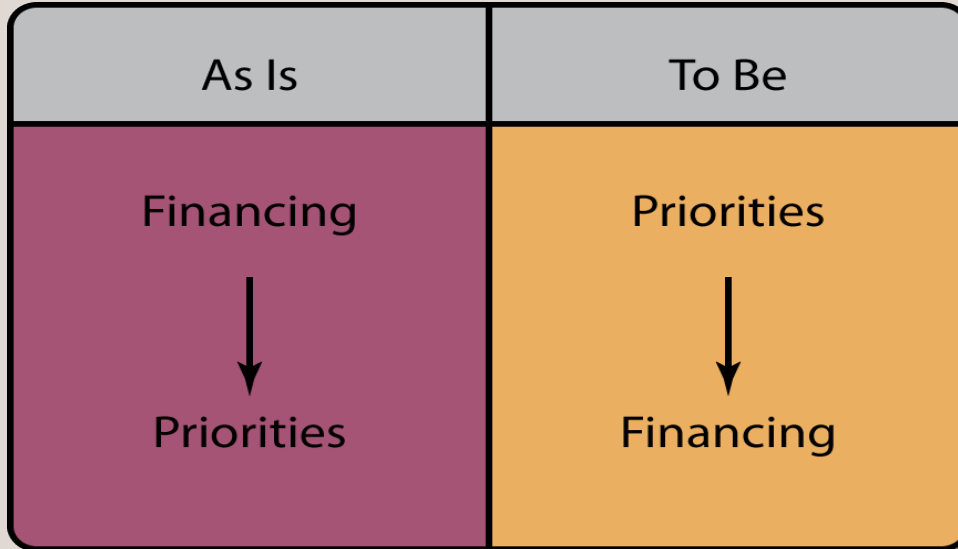 As Is
To Be
Financing
Priorities
Priorities
Financing